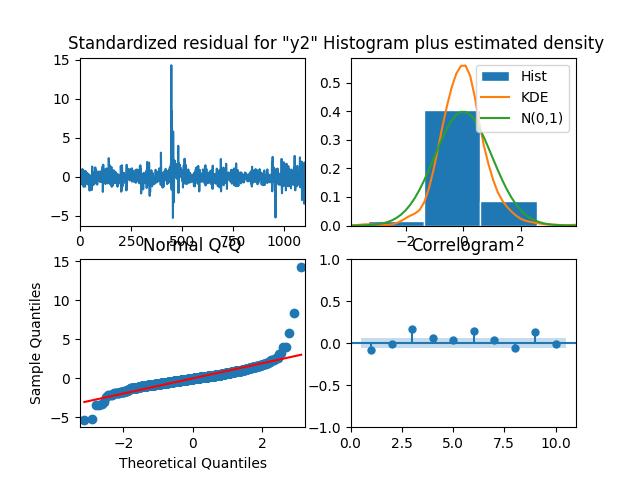 Standardized residual for "y2"
15
10
5
0
−5
0 250 500 750 1000
Histogram plus estimated density
0.5
0.4
0.3
0.2
0.1
0.0
−2 0 2
Hist
KDE
N(0,1)
Normal Q-Q
Sample Quantiles
15
10
5
0
−5
−2 0 2
Theoretical Quantiles
Correlogram
1.0
0.5
0.0
−0.5
−1.0
0.0 2.5 5.0 7.5 10.0